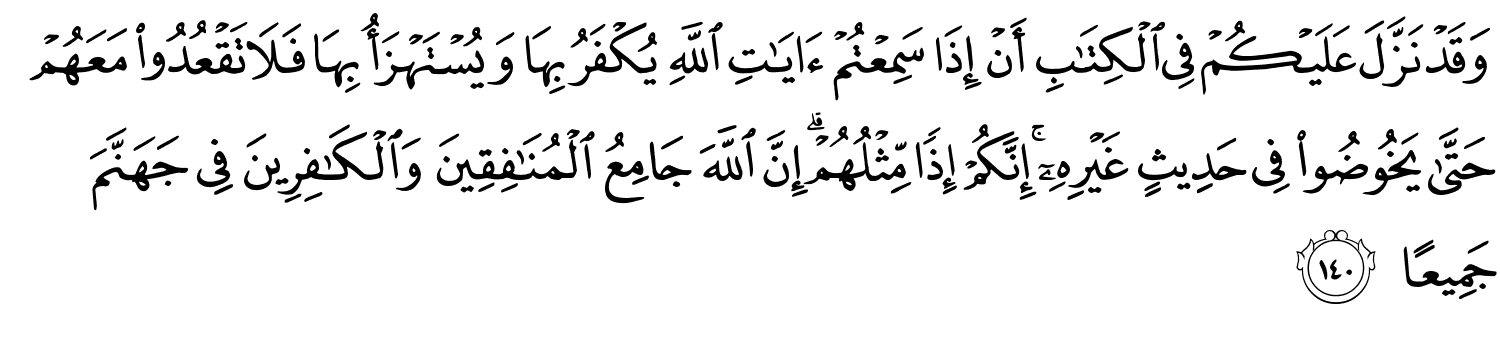 وَقَدْ نَزَّلَ عَلَيْكُمْ فِى ٱلْكِتَٰبِ أَنْ إِذَا سَمِعْتُمْ ءَايَٰتِ ٱللَّهِ يُكْفَرُ بِهَا وَيُسْتَهْزَأُ بِهَا فَلَا تَقْعُدُوا۟ مَعَهُمْ
حَتَّىٰ يَخُوضُوا۟ فِى حَدِيثٍ غَيْرِهِۦٓ ۚ إِنَّكُمْ إِذًا مِّثْلُهُمْ ۗ إِنَّ ٱللَّهَ جَامِعُ ٱلْمُنَٰفِقِينَ وَٱلْكَٰفِرِينَ فِى جَهَنَّمَ
جَمِيعًا ١٤٠